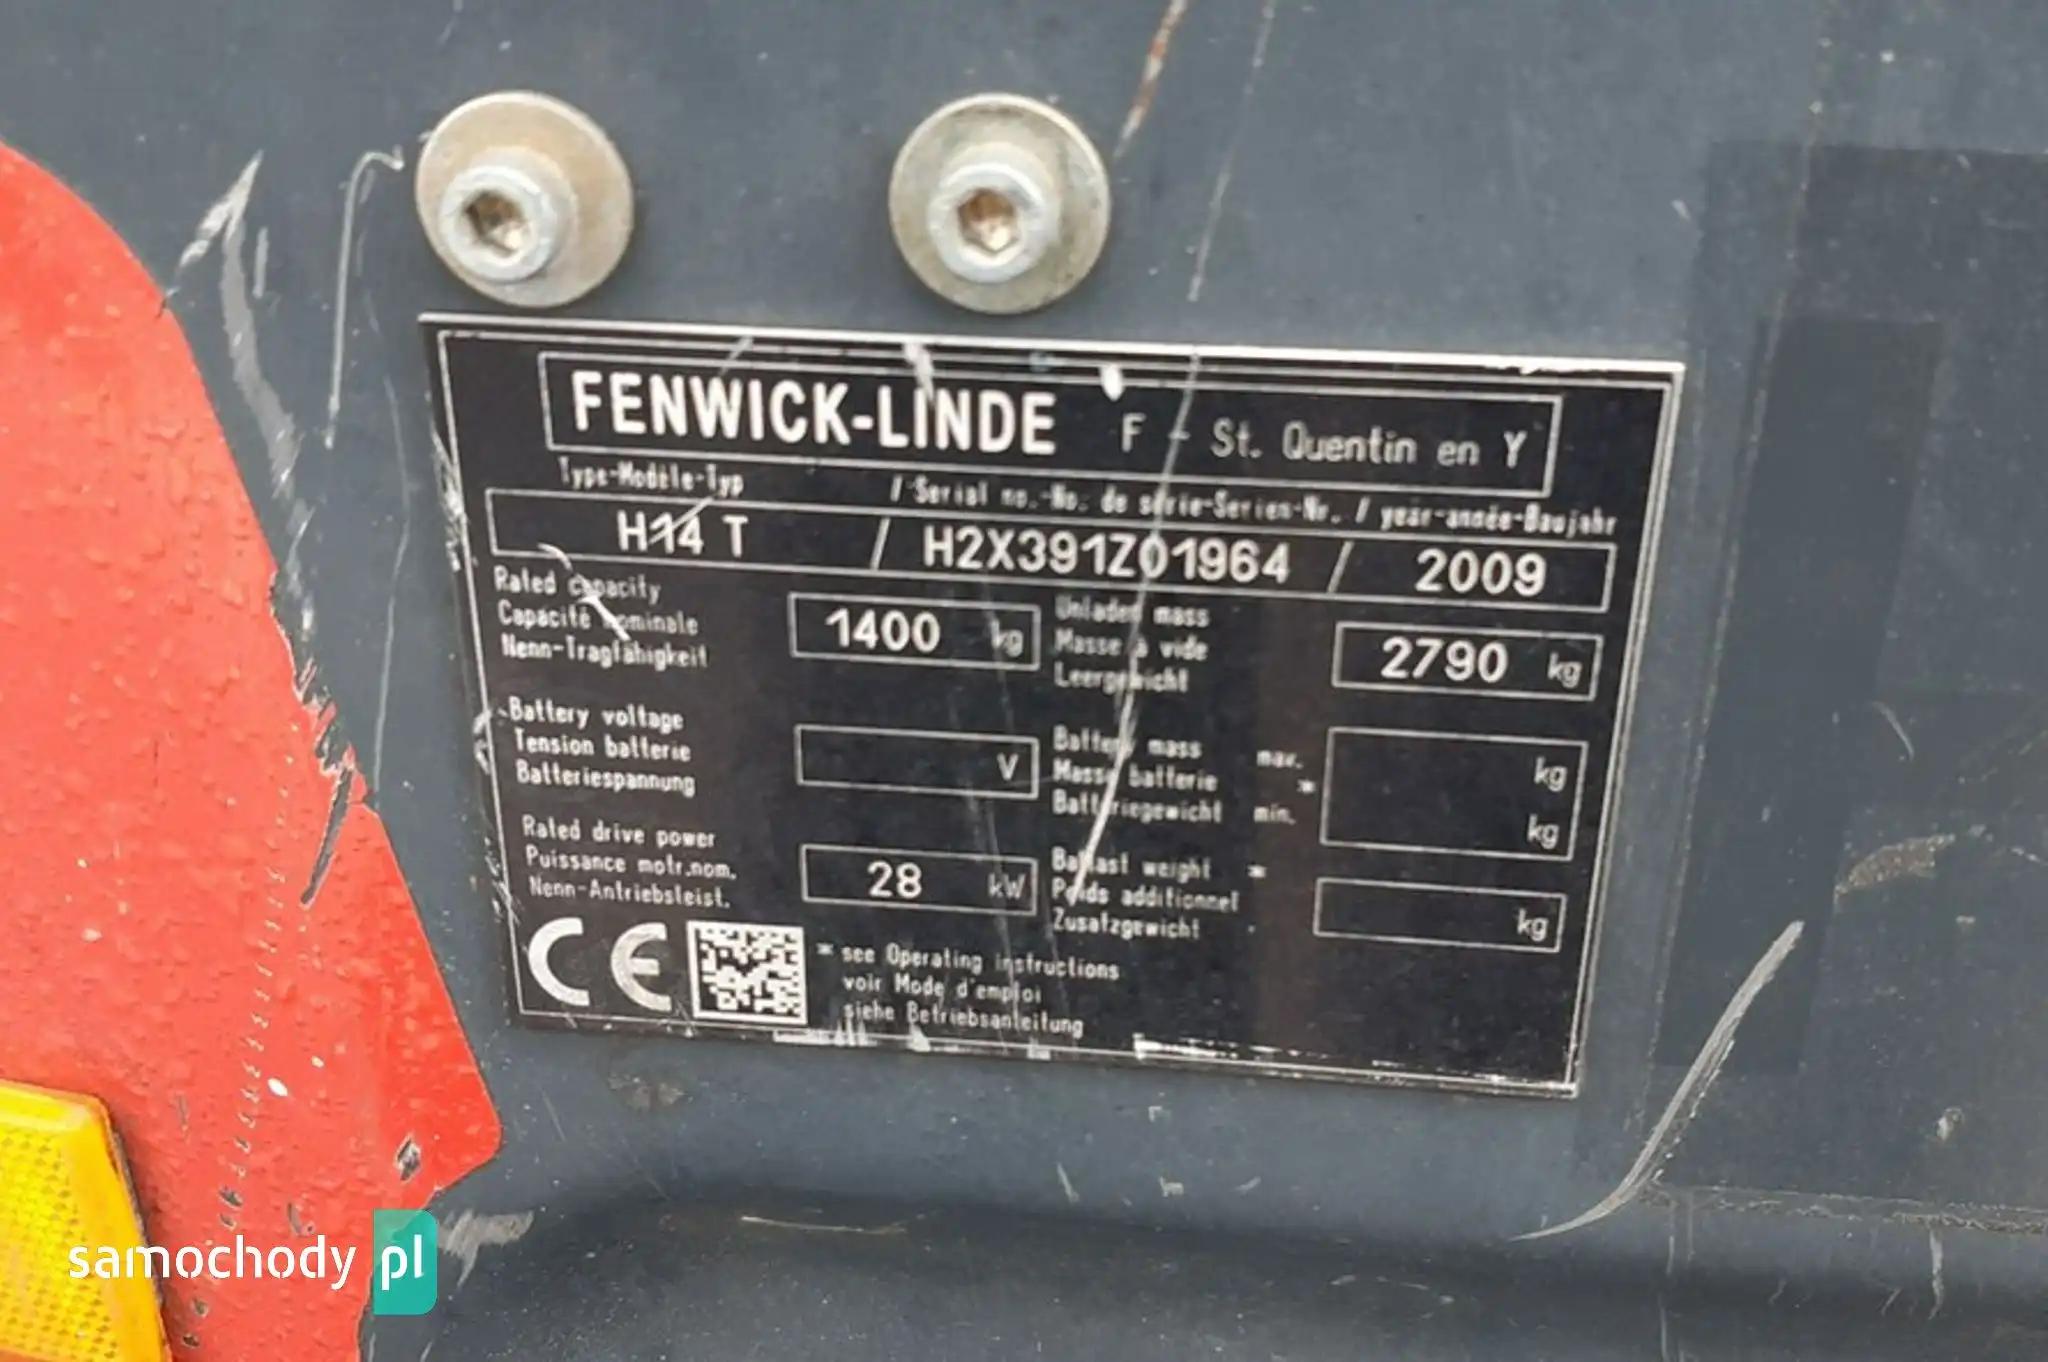 FENWICK-LINDE F - St. Quentin en Y
Type-Modèle-Typ / Serial no.-No. de série-Serien-Nr. / year-année-Baujahr
H14 T / H2X391Z01964 / 2009
Rated capacity
Capacité nominale
Nenn-Tragfähigkeit
1400 kg
Unladen mass
Masse à vide
Leergewicht
2790 kg
Battery voltage
Tension batterie
Batteriespannung
V
Battery mass max.
Masse batterie *
Batteriegewicht min.
kg
kg
Rated drive power
Puissance motr.nom.
Nenn-Antriebsleist.
28 kW
Ballast weight *
Poids additionnel
Zusatzgewicht
kg
CE
* see Operating instructions
voir Mode d'emploi
siehe Betriebsanleitung
samochody pl